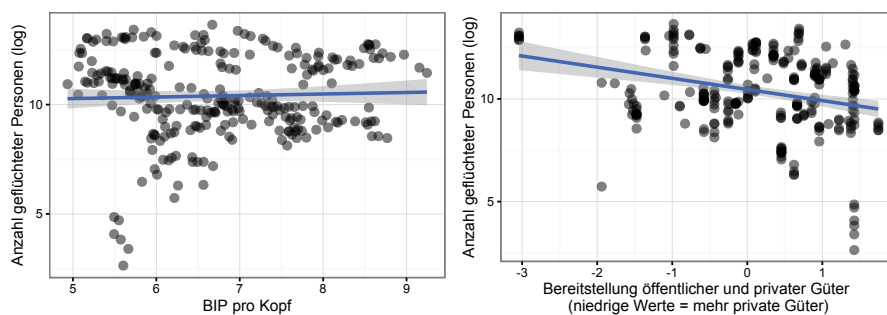 Anzahl geflüchteter Personen (log)
10
5
5
6
7
8
9
BIP pro Kopf
Anzahl geflüchteter Personen (log)
10
5
-3
-2
-1
0
1
Bereitstellung öffentlicher und privater Güter
(niedrige Werte = mehr private Güter)